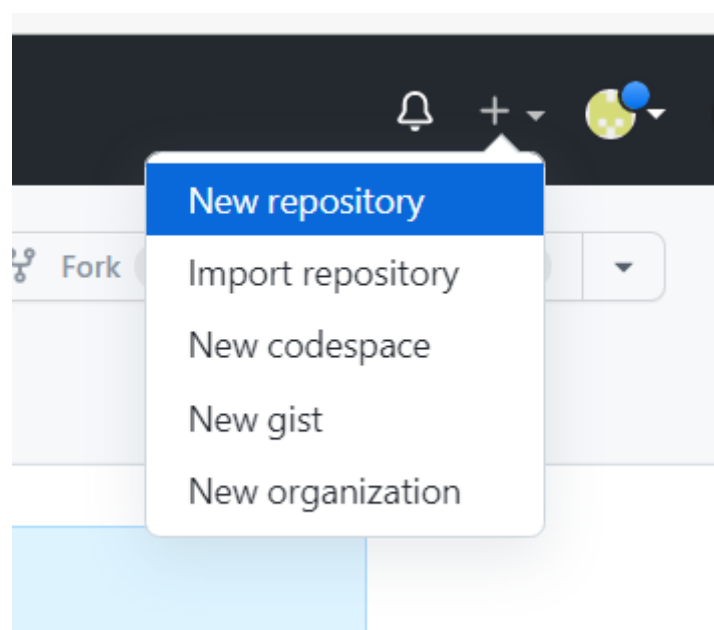 New repository
Fork
Import repository
New codespace
New gist
New organization